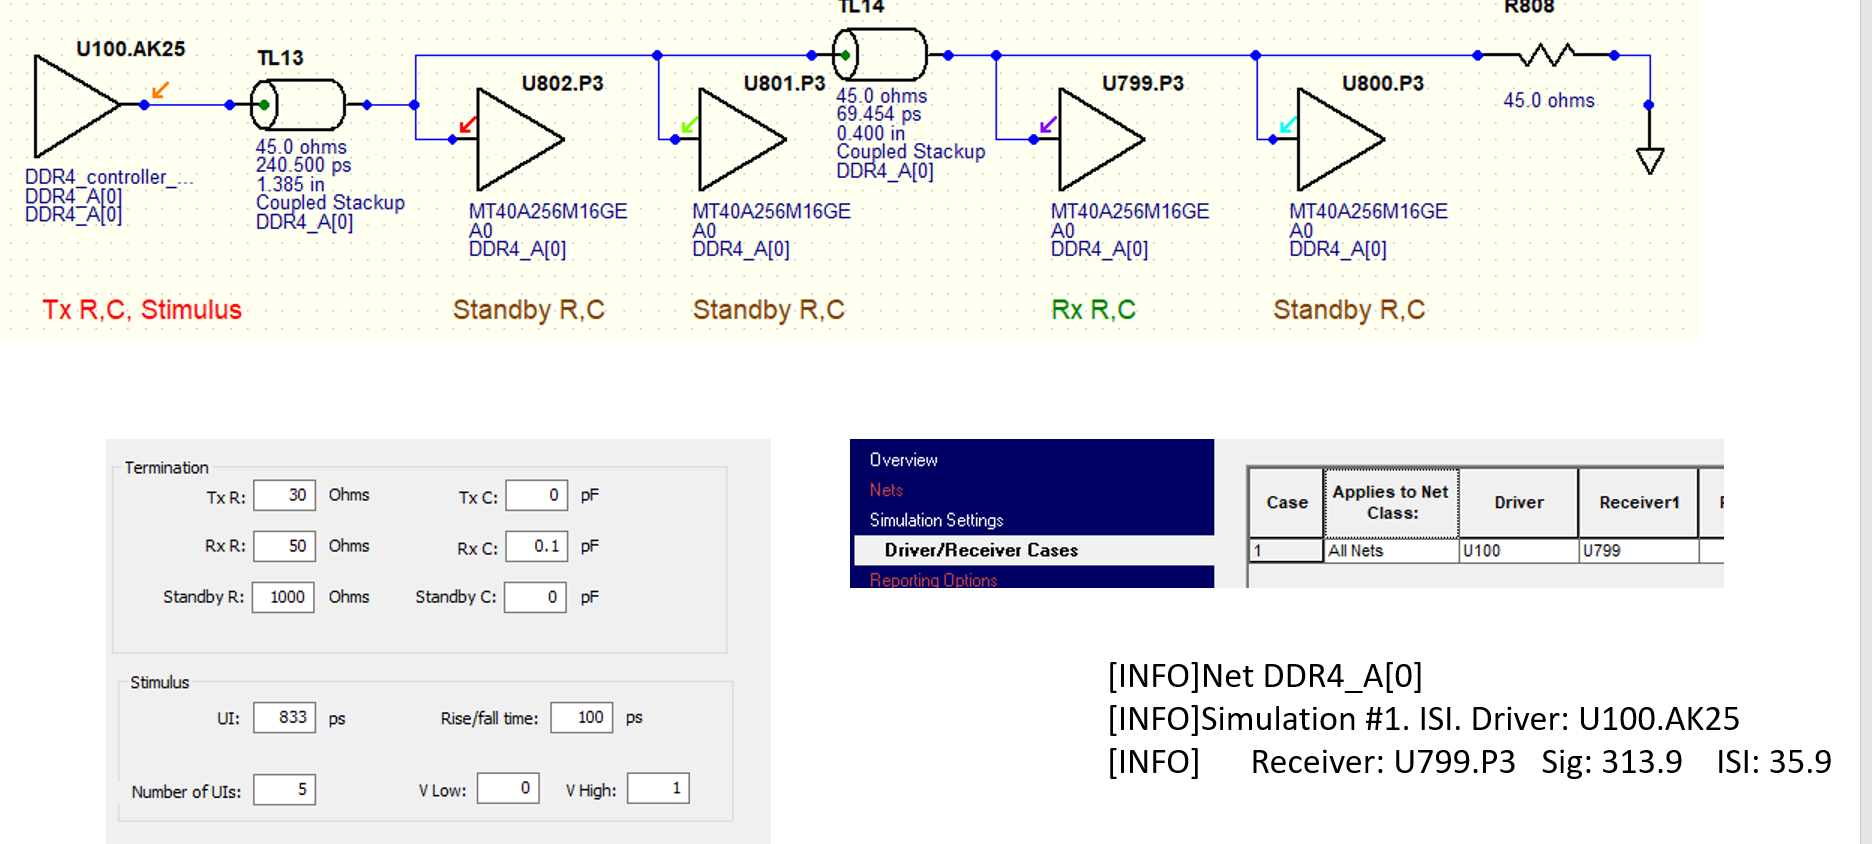 TL14
R808
U100.AK25
TL13
U802.P3
U801.P3
U799.P3
U800.P3
45.0 ohms
240.500 ps
1.385 in
Coupled Stackup
DDR4_A[0]
45.0 ohms
69.454 ps
0.400 in
Coupled Stackup
DDR4_A[0]
45.0 ohms
DDR4_controller_...
DDR4_A[0]
DDR4_A[0]
MT40A256M16GE
A0
DDR4_A[0]
MT40A256M16GE
A0
DDR4_A[0]
MT40A256M16GE
A0
DDR4_A[0]
MT40A256M16GE
A0
DDR4_A[0]
Tx R,C, Stimulus
Standby R,C
Standby R,C
Rx R,C
Standby R,C
Termination
Tx R: 30 Ohms Tx C: 0 pF
Rx R: 50 Ohms Rx C: 0.1 pF
Standby R: 1000 Ohms Standby C: 0 pF
Stimulus
UI: 833 ps Rise/fall time: 100 ps
Number of UIs: 5 V Low: 0 V High: 1
Overview
Nets
Simulation Settings
Driver/Receiver Cases
Reporting Options
Case Applies to Net Class: Driver Receiver1
1 All Nets U100 U799
[INFO]Net DDR4_A[0]
[INFO]Simulation #1. ISI. Driver: U100.AK25
[INFO] Receiver: U799.P3 Sig: 313.9 ISI: 35.9